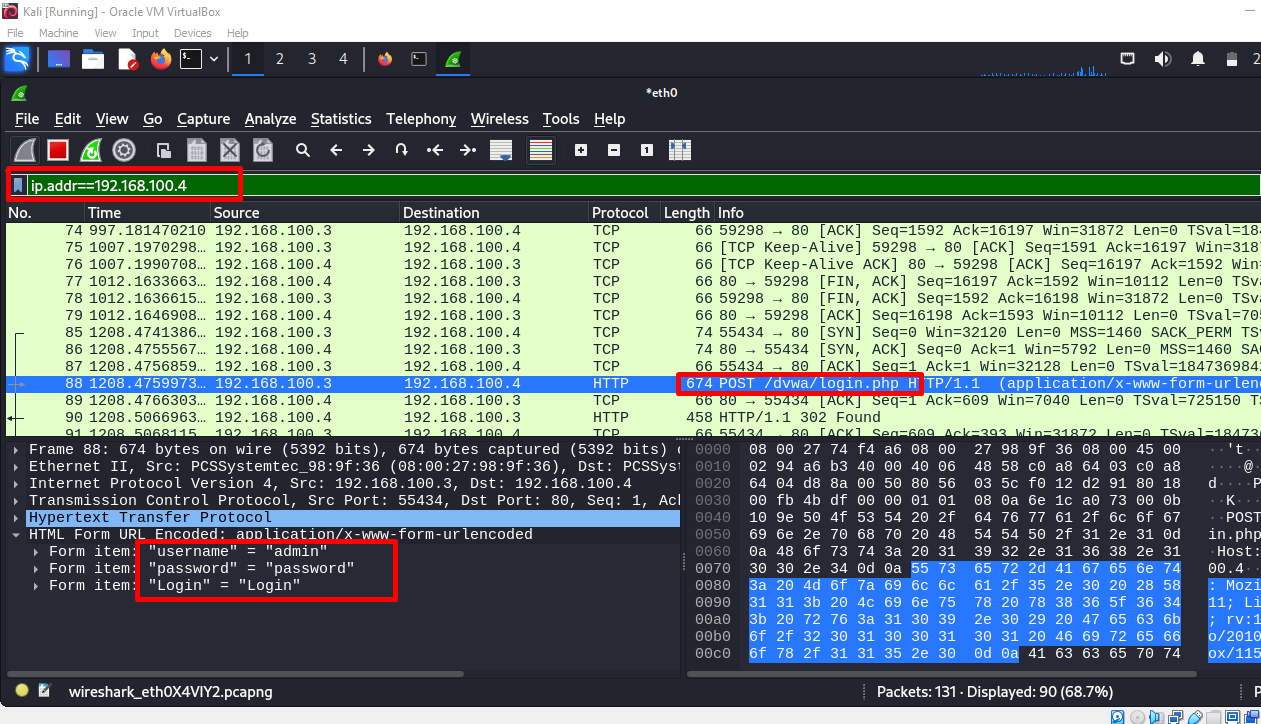 Kali [Running] - Oracle VM VirtualBox
File Machine View Input Devices Help
1 2 3 4 2
*eth0
File Edit View Go Capture Analyze Statistics Telephony Wireless Tools Help
ip.addr==192.168.100.4
No. Time Source Destination Protocol Length Info
74 997.181470210 192.168.100.3 192.168.100.4 TCP 66 59298 → 80 [ACK] Seq=1592 Ack=16197 Win=31872 Len=0 TSval=184
75 1007.1970298… 192.168.100.3 192.168.100.4 TCP 66 [TCP Keep-Alive] 59298 → 80 [ACK] Seq=1591 Ack=16197 Win=318
76 1007.1990708… 192.168.100.4 192.168.100.3 TCP 66 [TCP Keep-Alive ACK] 80 → 59298 [ACK] Seq=16197 Ack=1592 Win=
77 1012.1633663… 192.168.100.4 192.168.100.3 TCP 66 80 → 59298 [FIN, ACK] Seq=16197 Ack=1592 Win=10112 Len=0 TSva
78 1012.1636615… 192.168.100.3 192.168.100.4 TCP 66 59298 → 80 [FIN, ACK] Seq=1592 Ack=16198 Win=31872 Len=0 TSva
79 1012.1646908… 192.168.100.4 192.168.100.3 TCP 66 80 → 59298 [ACK] Seq=16198 Ack=1593 Win=10112 Len=0 TSval=705
85 1208.4741386… 192.168.100.3 192.168.100.4 TCP 74 55434 → 80 [SYN] Seq=0 Win=32120 Len=0 MSS=1460 SACK_PERM TS
86 1208.4755567… 192.168.100.4 192.168.100.3 TCP 74 80 → 55434 [SYN, ACK] Seq=0 Ack=1 Win=5792 Len=0 MSS=1460 SA
87 1208.4756859… 192.168.100.3 192.168.100.4 TCP 66 55434 → 80 [ACK] Seq=1 Ack=1 Win=32128 Len=0 TSval=184736984
88 1208.4759973… 192.168.100.3 192.168.100.4 HTTP 674 POST /dvwa/login.php HTTP/1.1 (application/x-www-form-urlenc
89 1208.4766303… 192.168.100.4 192.168.100.3 TCP 66 80 → 55434 [ACK] Seq=1 Ack=609 Win=7040 Len=0 TSval=725150 TS
90 1208.5066963… 192.168.100.4 192.168.100.3 HTTP 458 HTTP/1.1 302 Found
91 1208.5068115… 192.168.100.3 192.168.100.4 TCP 66 55434 → 80 [ACK] Seq=609 Ack=393 Win=31872 Len=0 TSval=18473
Frame 88: 674 bytes on wire (5392 bits), 674 bytes captured (5392 bits)
Ethernet II, Src: PCSSystemtec_98:9f:36 (08:00:27:98:9f:36), Dst: PCSSy
Internet Protocol Version 4, Src: 192.168.100.3, Dst: 192.168.100.4
Transmission Control Protocol, Src Port: 55434, Dst Port: 80, Seq: 1, Ac
Hypertext Transfer Protocol
HTML Form URL Encoded: application/x-www-form-urlencoded
Form item: "username" = "admin"
Form item: "password" = "password"
Form item: "Login" = "Login"
0000 08 00 27 74 f4 a6 08 00 27 98 9f 36 08 00 45 00 ··'t
0010 02 94 a6 b3 40 00 40 06 48 58 c0 a8 64 03 c0 a8 ····@
0020 64 04 d8 8a 00 50 80 56 03 5c f0 12 d2 91 80 18 d····P
0030 00 fb 4b df 00 00 01 01 08 0a 6e 1c a0 73 00 0b ··K
0040 10 9e 50 4f 53 54 20 2f 64 76 77 61 2f 6c 6f 67 ··POST
0050 69 6e 2e 70 68 70 20 48 54 54 50 2f 31 2e 31 0d in.php
0060 0a 48 6f 73 74 3a 20 31 39 32 2e 31 36 38 2e 31 ·Host:
0070 30 30 2e 34 0d 0a 55 73 65 72 2d 41 67 65 6e 74 00.4
0080 3a 20 4d 6f 7a 69 6c 6c 61 2f 35 2e 30 20 28 58 : Mozi
0090 31 31 3b 20 4c 69 6e 75 78 20 78 38 36 5f 36 34 11; Li
00a0 3b 20 72 76 3a 31 30 39 2e 30 29 20 47 65 63 6b ; rv:1
00b0 6f 2f 32 30 31 30 30 31 30 31 20 46 69 72 65 66 o/2010
00c0 6f 78 2f 31 31 35 2e 30 0d 0a 41 63 63 65 70 74 ox/115
wireshark_eth0X4VIY2.pcapng
Packets: 131 · Displayed: 90 (68.7%)